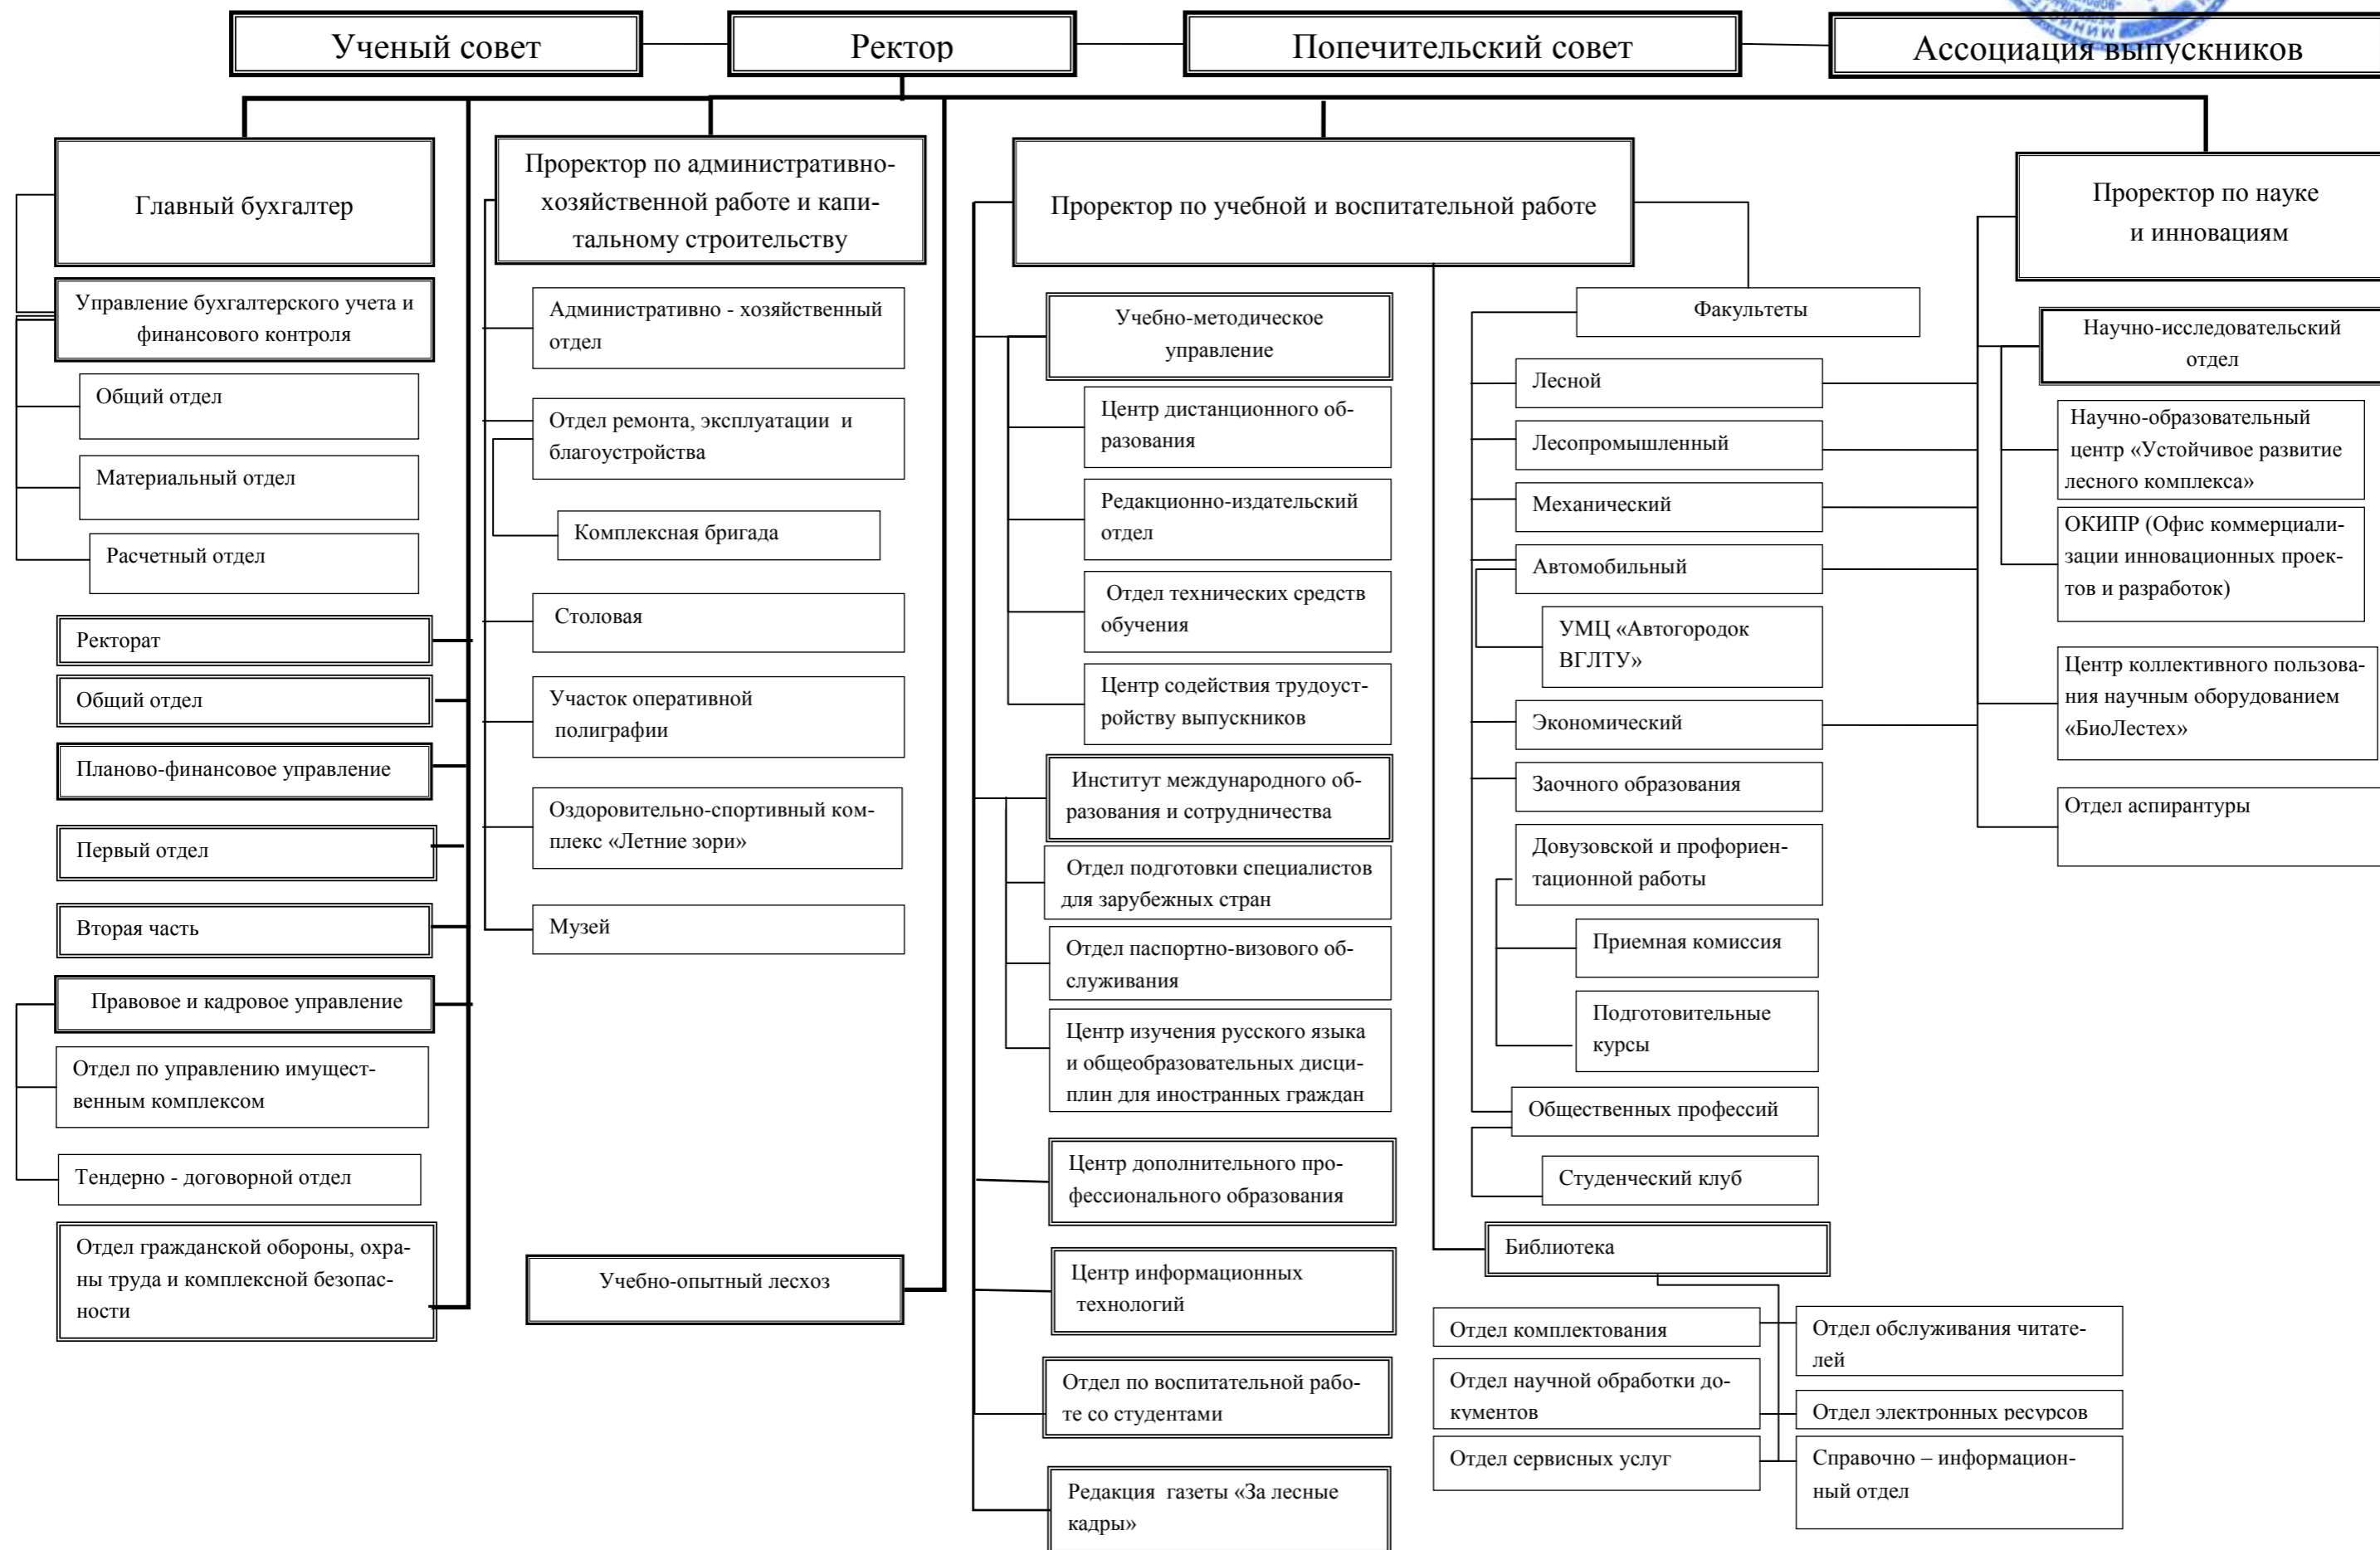 Ученый совет
Ректор
Попечительский совет
Ассоциация выпускников
Главный бухгалтер
Управление бухгалтерского учета и
финансового контроля
Общий отдел
Материальный отдел
Расчетный отдел
Ректорат
Общий отдел
Планово-финансовое управление
Первый отдел
Вторая часть
Правовое и кадровое управление
Отдел по управлению имущест-
венным комплексом
Тендерно - договорной отдел
Отдел гражданской обороны, охра-
ны труда и комплексной безопас-
ности
Проректор по административно-
хозяйственной работе и капи-
тальному строительству
Административно - хозяйственный
отдел
Отдел ремонта, эксплуатации и
благоустройства
Комплексная бригада
Столовая
Участок оперативной
полиграфии
Оздоровительно-спортивный ком-
плекс «Летние зори»
Музей
Учебно-опытный лесхоз
Проректор по учебной и воспитательной работе
Учебно-методическое
управление
Центр дистанционного об-
разования
Редакционно-издательский
отдел
Отдел технических средств
обучения
Центр содействия трудоуст-
ройству выпускников
Институт международного об-
разования и сотрудничества
Отдел подготовки специалистов
для зарубежных стран
Отдел паспортно-визового об-
служивания
Центр изучения русского языка
и общеобразовательных дисци-
плин для иностранных граждан
Центр дополнительного про-
фессионального образования
Центр информационных
технологий
Отдел по воспитательной рабо-
те со студентами
Редакция газеты «За лесные
кадры»
Факультеты
Лесной
Лесопромышленный
Механический
Автомобильный
УМЦ «Автогородок
ВГЛТУ»
Экономический
Заочного образования
Довузовской и профориен-
тационной работы
Приемная комиссия
Подготовительные
курсы
Общественных профессий
Студенческий клуб
Библиотека
Отдел комплектования
Отдел научной обработки до-
кументов
Отдел сервисных услуг
Отдел обслуживания читате-
лей
Отдел электронных ресурсов
Справочно – информацион-
ный отдел
Проректор по науке
и инновациям
Научно-исследовательский
отдел
Научно-образовательный
центр «Устойчивое развитие
лесного комплекса»
ОКИПР (Офис коммерциали-
зации инновационных проек-
тов и разработок)
Центр коллективного пользова-
ния научным оборудованием
«БиоЛестех»
Отдел аспирантуры